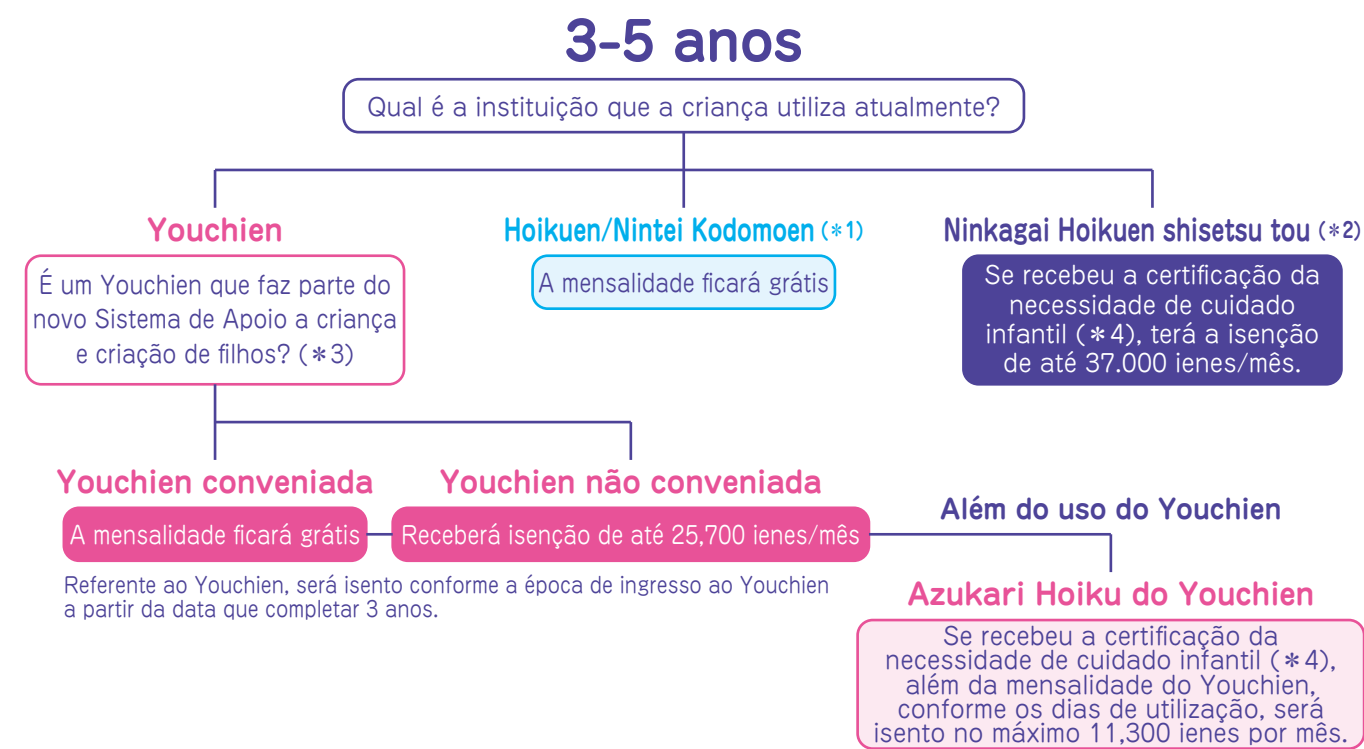 3-5 anos
Qual é a instituição que a criança utiliza atualmente?
Youchien
É um Youchien que faz parte do
novo Sistema de Apoio a criança
e criação de filhos? (*3)
Hoikuen/Nintei Kodomoen (*1)
A mensalidade ficará grátis
Ninkagai Hoikuen shisetsu tou (*2)
Se recebeu a certificação da
necessidade de cuidado
infantil (*4), terá a isenção
de até 37.000 ienes/mês.
Youchien conveniada
A mensalidade ficará grátis
Youchien não conveniada
Receberá isenção de até 25,700 ienes/mês
Referente ao Youchien, será isento conforme a época de ingresso ao Youchien
a partir da data que completar 3 anos.
Além do uso do Youchien
Azukari Hoiku do Youchien
Se recebeu a certificação da
necessidade de cuidado infantil (*4),
além da mensalidade do Youchien,
conforme os dias de utilização, será
isento no máximo 11,300 ienes por mês.